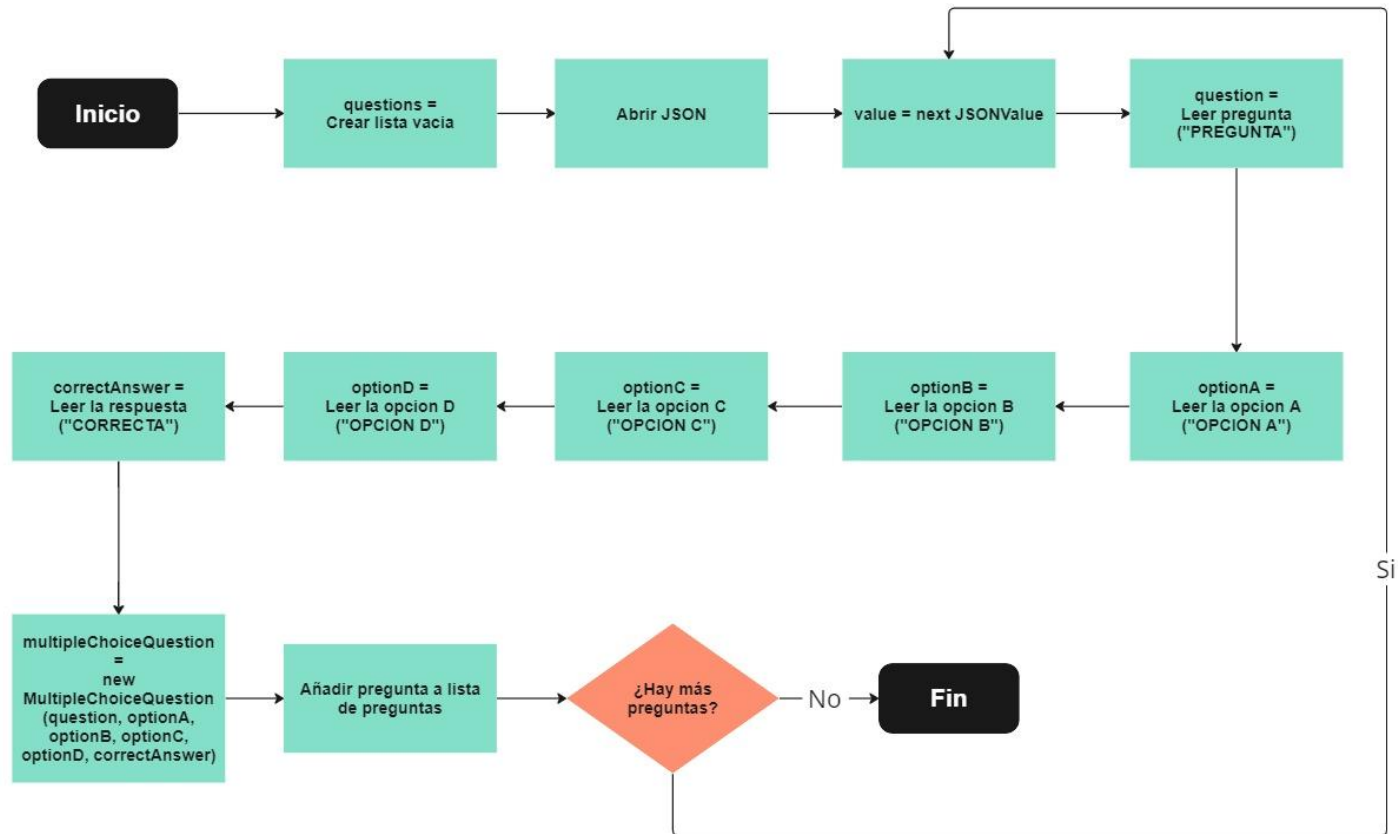 Inicio
questions =
Crear lista vacia
Abrir JSON
value = next JSONValue
question =
Leer pregunta
("PREGUNTA")
optionA =
Leer la opcion A
("OPCION A")
optionB =
Leer la opcion B
("OPCION B")
optionC =
Leer la opcion C
("OPCION C")
optionD =
Leer la opcion D
("OPCION D")
correctAnswer =
Leer la respuesta
("CORRECTA")
multipleChoiceQuestion
=
new
MultipleChoiceQuestion
(question, optionA,
optionB, optionC,
optionD, correctAnswer)
Añadir pregunta a lista
de preguntas
¿Hay más
preguntas?
No
Fin
Si